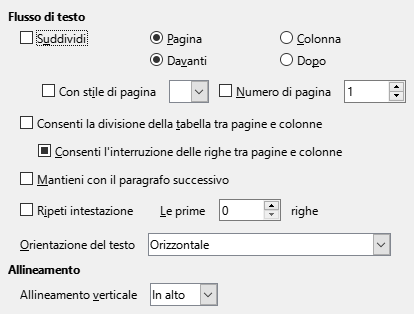 Flusso di testo
Suddividi Pagina Colonna
Davanti Dopo
Con stile di pagina Numero di pagina 1
Consenti la divisione della tabella tra pagine e colonne
Consenti l'interruzione delle righe tra pagine e colonne
Mantieni con il paragrafo successivo
Ripeti intestazione Le prime 0 righe
Orientazione del testo Orizzontale
Allineamento
Allineamento verticale In alto